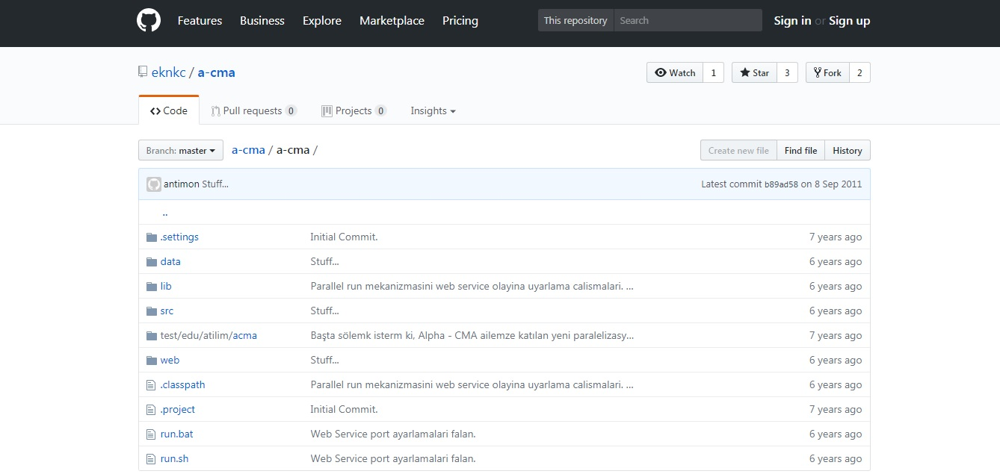 Features Business Explore Marketplace Pricing This repository Search Sign in or Sign up
eknkc / a-cma Watch 1 Star 3 Fork 2
Code Pull requests 0 Projects 0 Insights
Branch: master a-cma / a-cma / Create new file Find file History
antimon Stuff... Latest commit b89ad58 on 8 Sep 2011
..
.settings Initial Commit. 7 years ago
data Stuff... 6 years ago
lib Parallel run mekanizmasini web service olayina uyarlama calismalari. ... 6 years ago
src Stuff... 6 years ago
test/edu/atilim/acma Başta sölemk isterm ki, Alpha - CMA ailemze katılan yeni paralelizasy... 7 years ago
web Stuff... 6 years ago
.classpath Parallel run mekanizmasini web service olayina uyarlama calismalari. ... 6 years ago
.project Initial Commit. 7 years ago
run.bat Web Service port ayarlamalari falan. 6 years ago
run.sh Web Service port ayarlamalari falan. 6 years ago